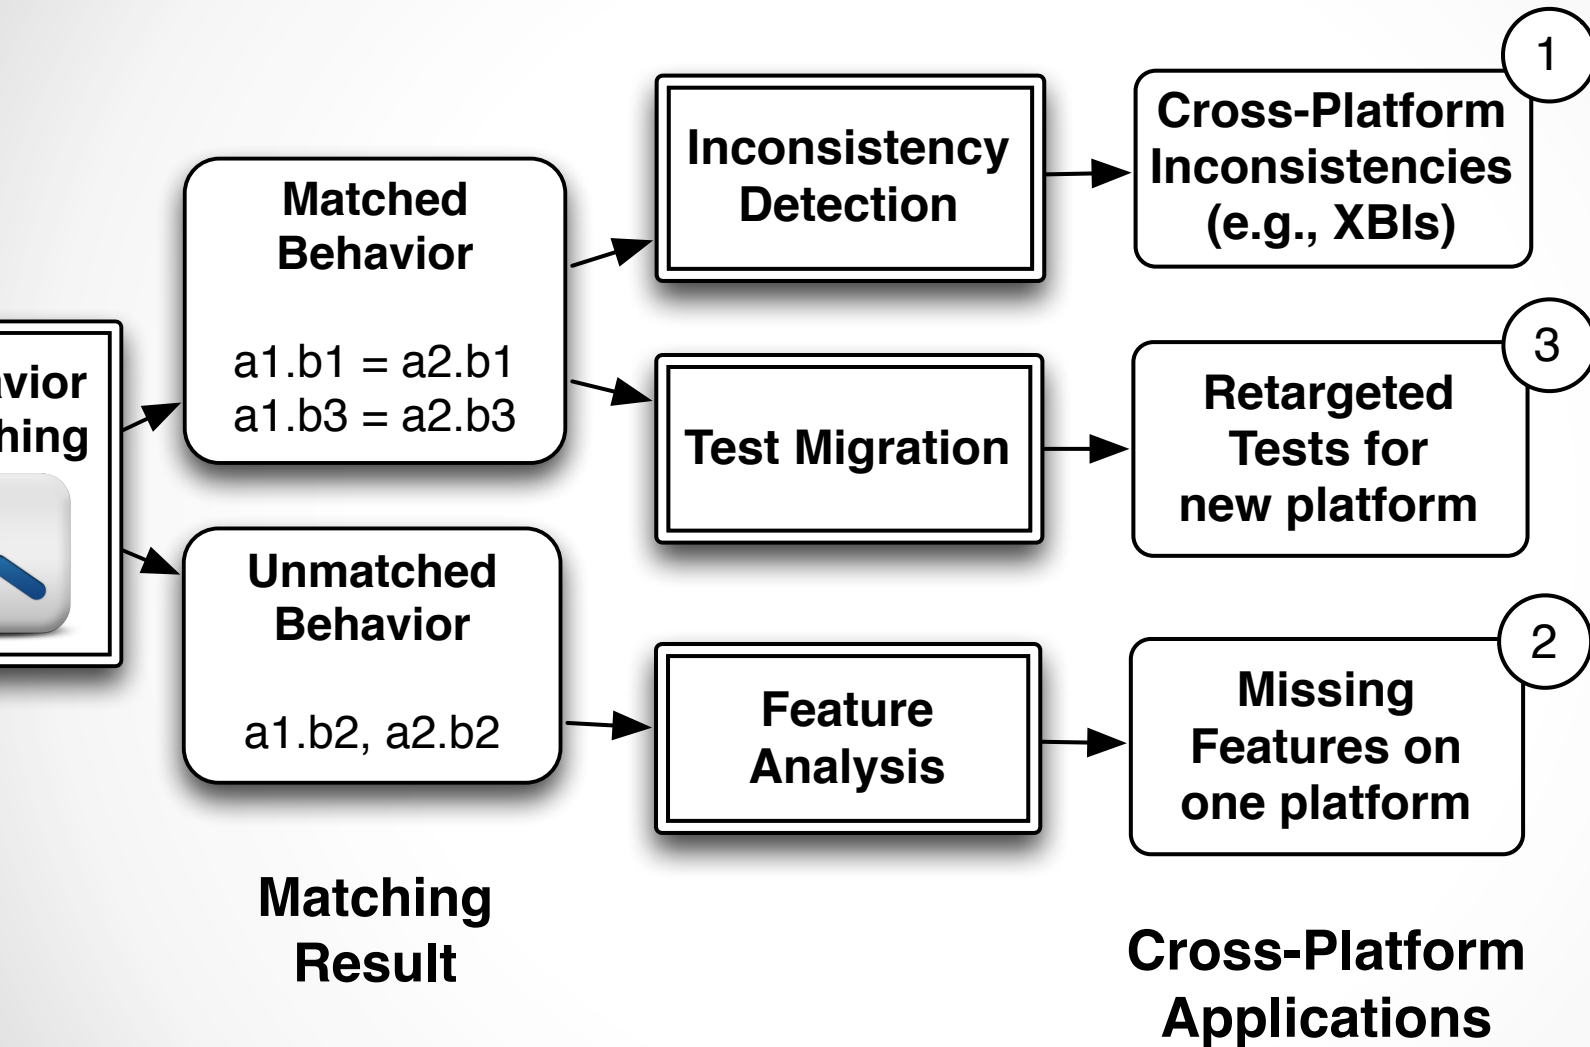 avior
hing
Matched
Behavior
a1.b1 = a2.b1
a1.b3 = a2.b3
Unmatched
Behavior
a1.b2, a2.b2
Matching
Result
Inconsistency
Detection
Test Migration
Feature
Analysis
1
Cross-Platform
Inconsistencies
(e.g., XBIs)
3
Retargeted
Tests for
new platform
2
Missing
Features on
one platform
Cross-Platform
Applications